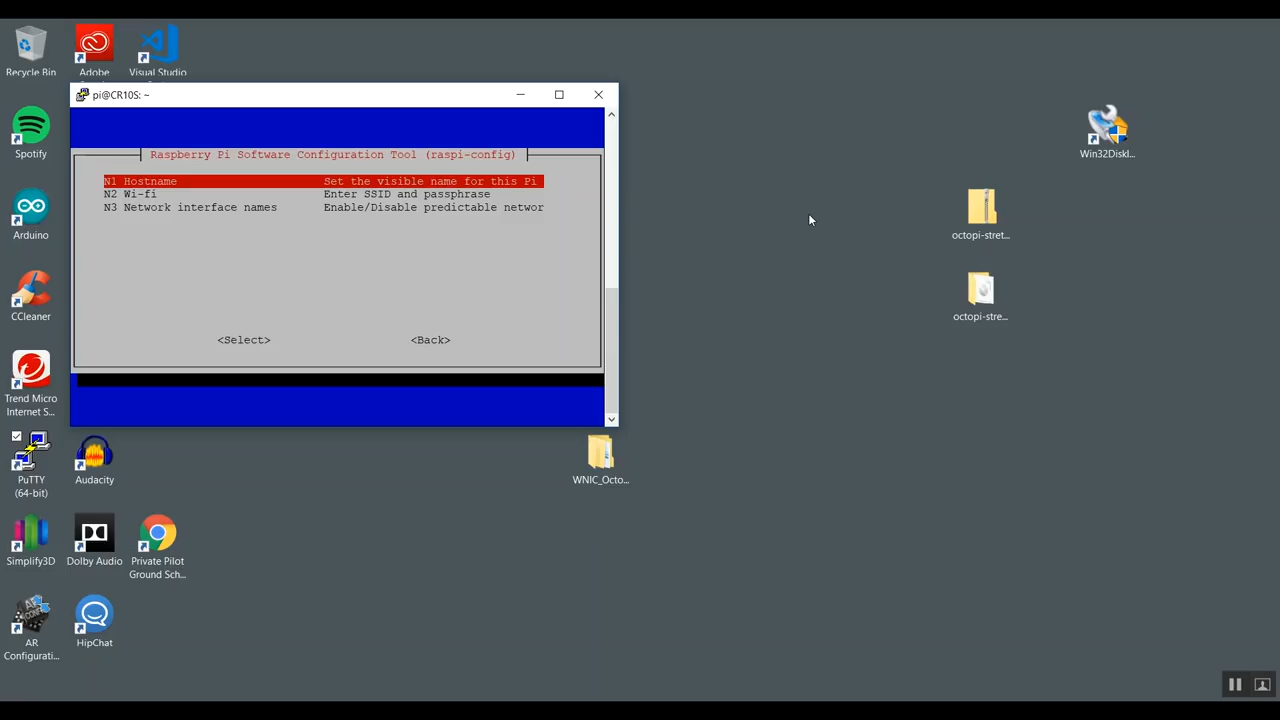 Recycle Bin
Adobe
Visual Studio
Spotify
Arduino
CCleaner
Trend Micro
Internet S...
PuTTY
(64-bit)
Audacity
Simplify3D
Dolby Audio
Private Pilot
Ground Sch...
AR
Configurati...
HipChat
pi@CR10S: ~
Raspberry Pi Software Configuration Tool (raspi-config)
N1 Hostname Set the visible name for this Pi
N2 Wi-fi Enter SSID and passphrase
N3 Network interface names Enable/Disable predictable networ
<Select> <Back>
WNIC_Octo...
Win32DiskI...
octopi-stret...
octopi-stre...